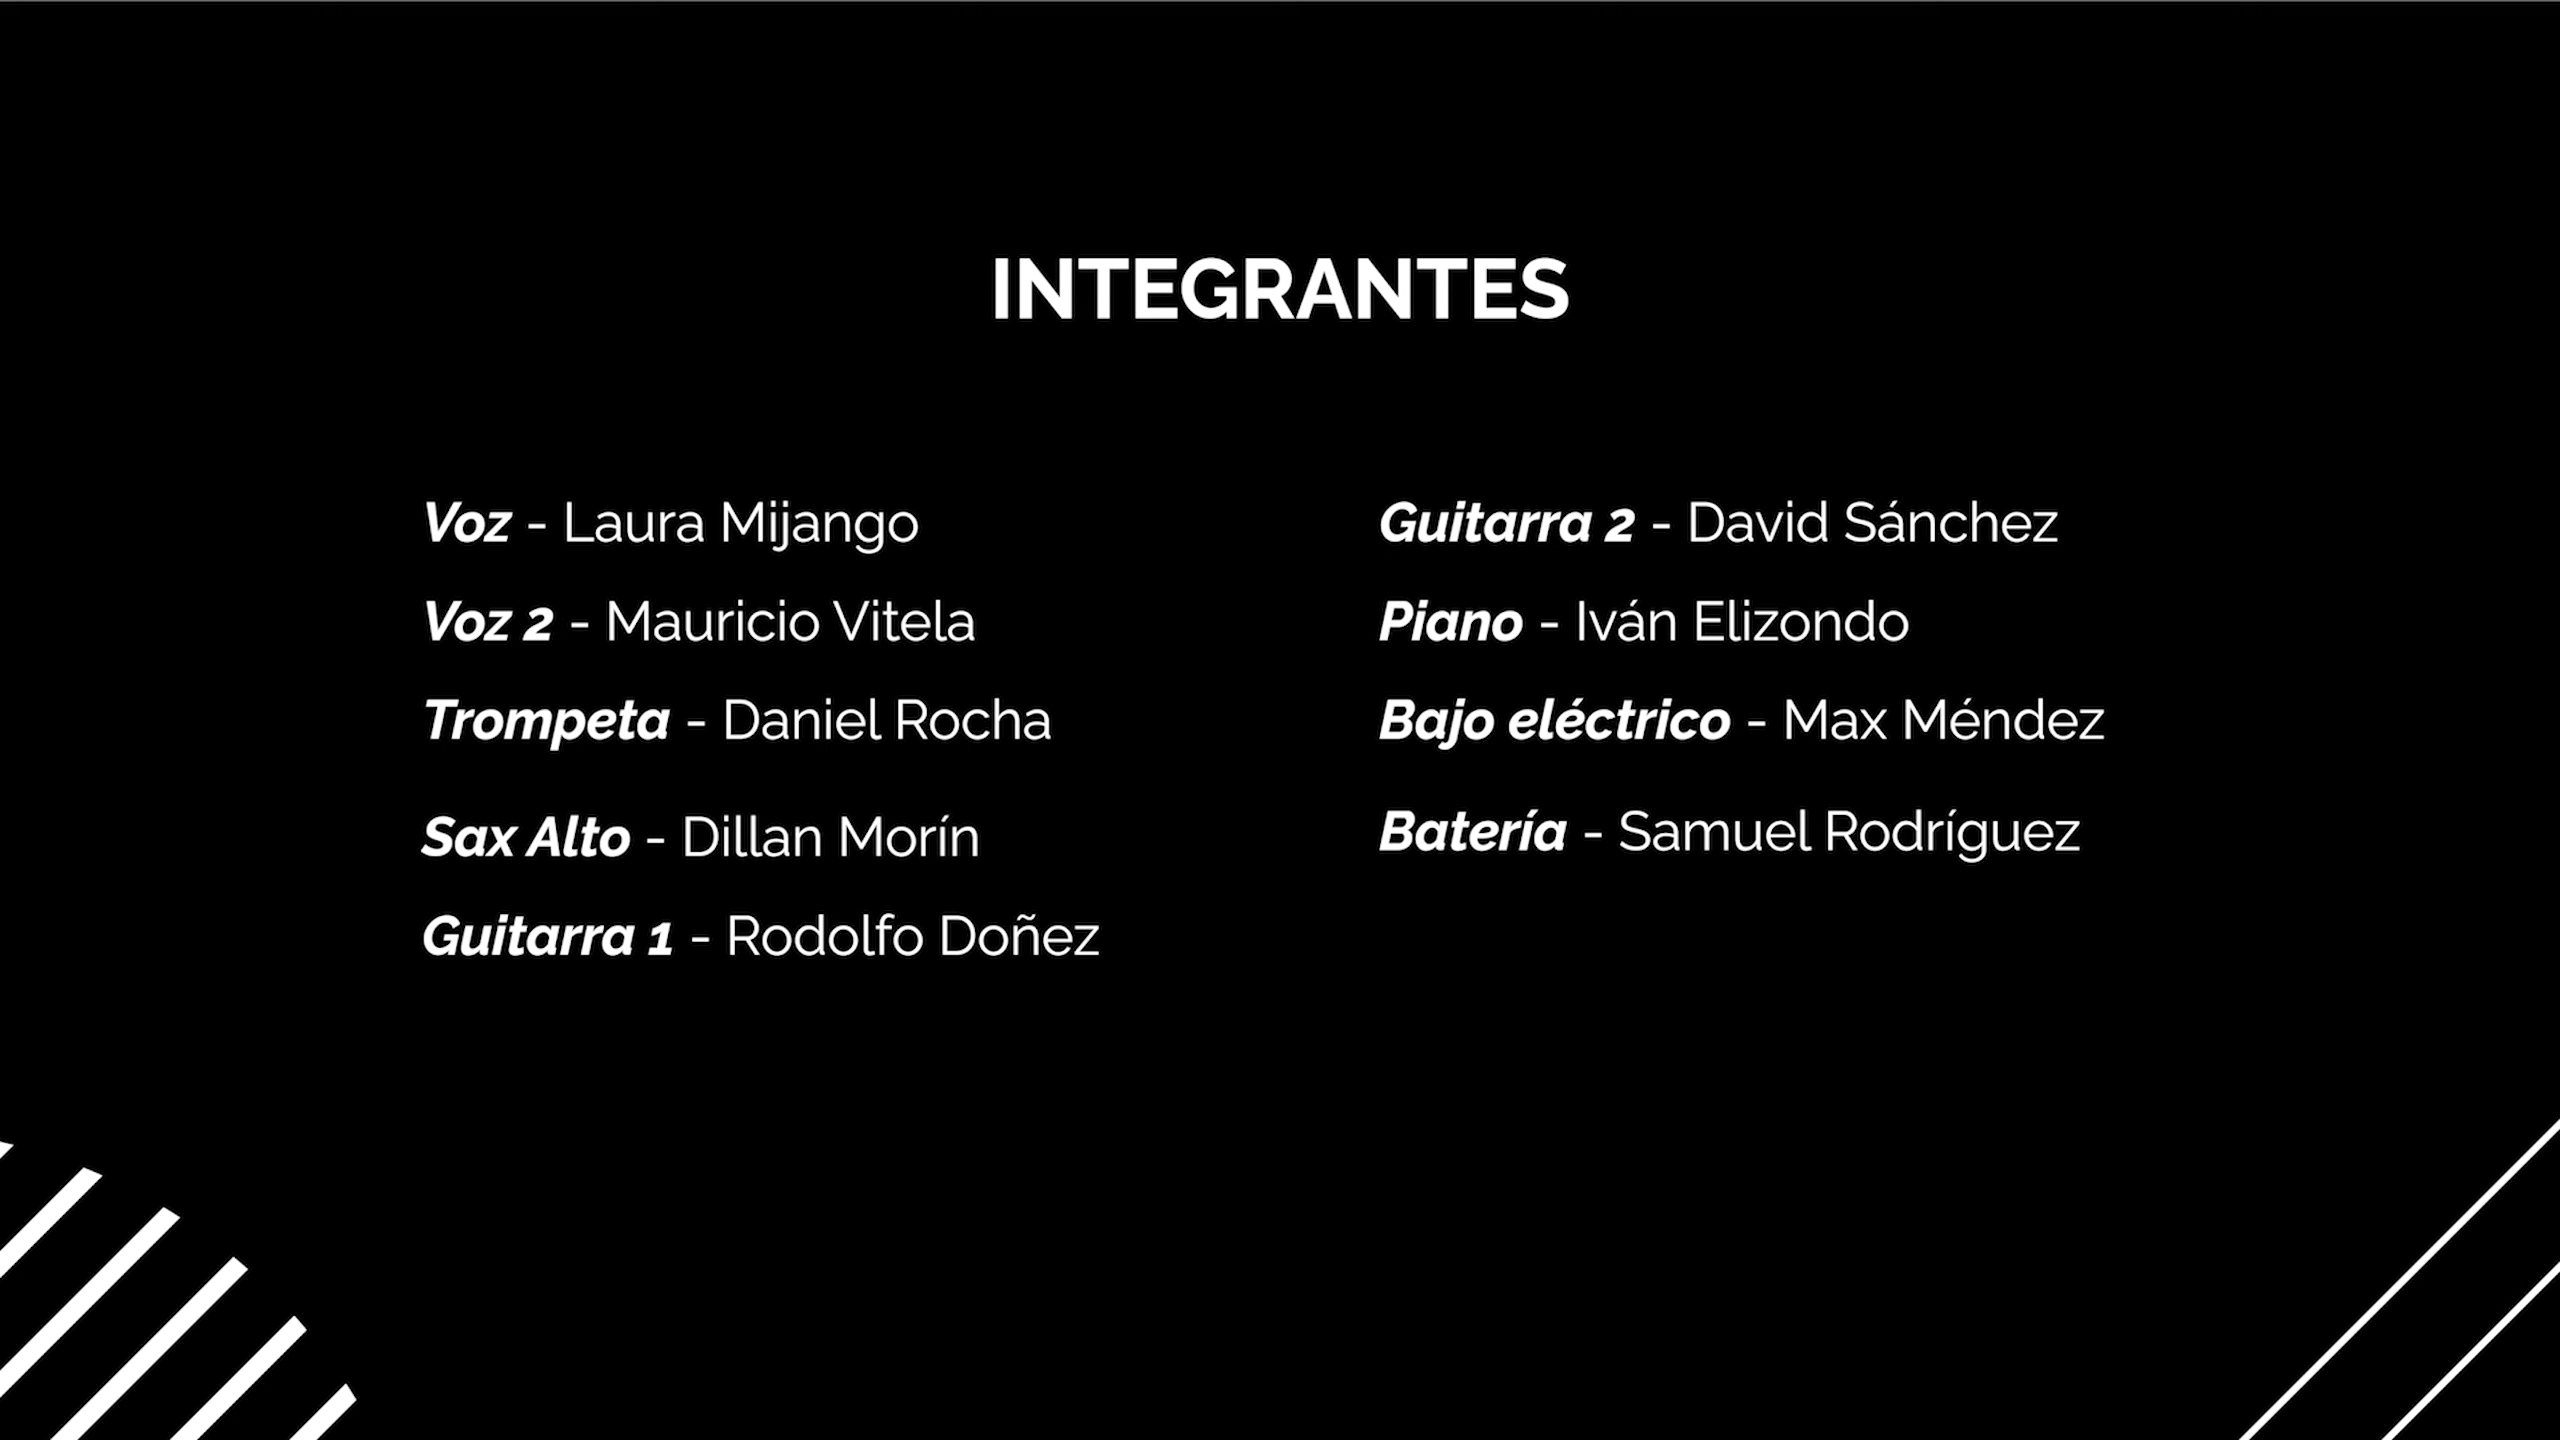 INTEGRANTES
Voz - Laura Mijango
Voz 2 - Mauricio Vitela
Trompeta - Daniel Rocha
Sax Alto - Dillan Morín
Guitarra 1 - Rodolfo Doñez
Guitarra 2 - David Sánchez
Piano - Iván Elizondo
Bajo eléctrico - Max Méndez
Batería - Samuel Rodríguez